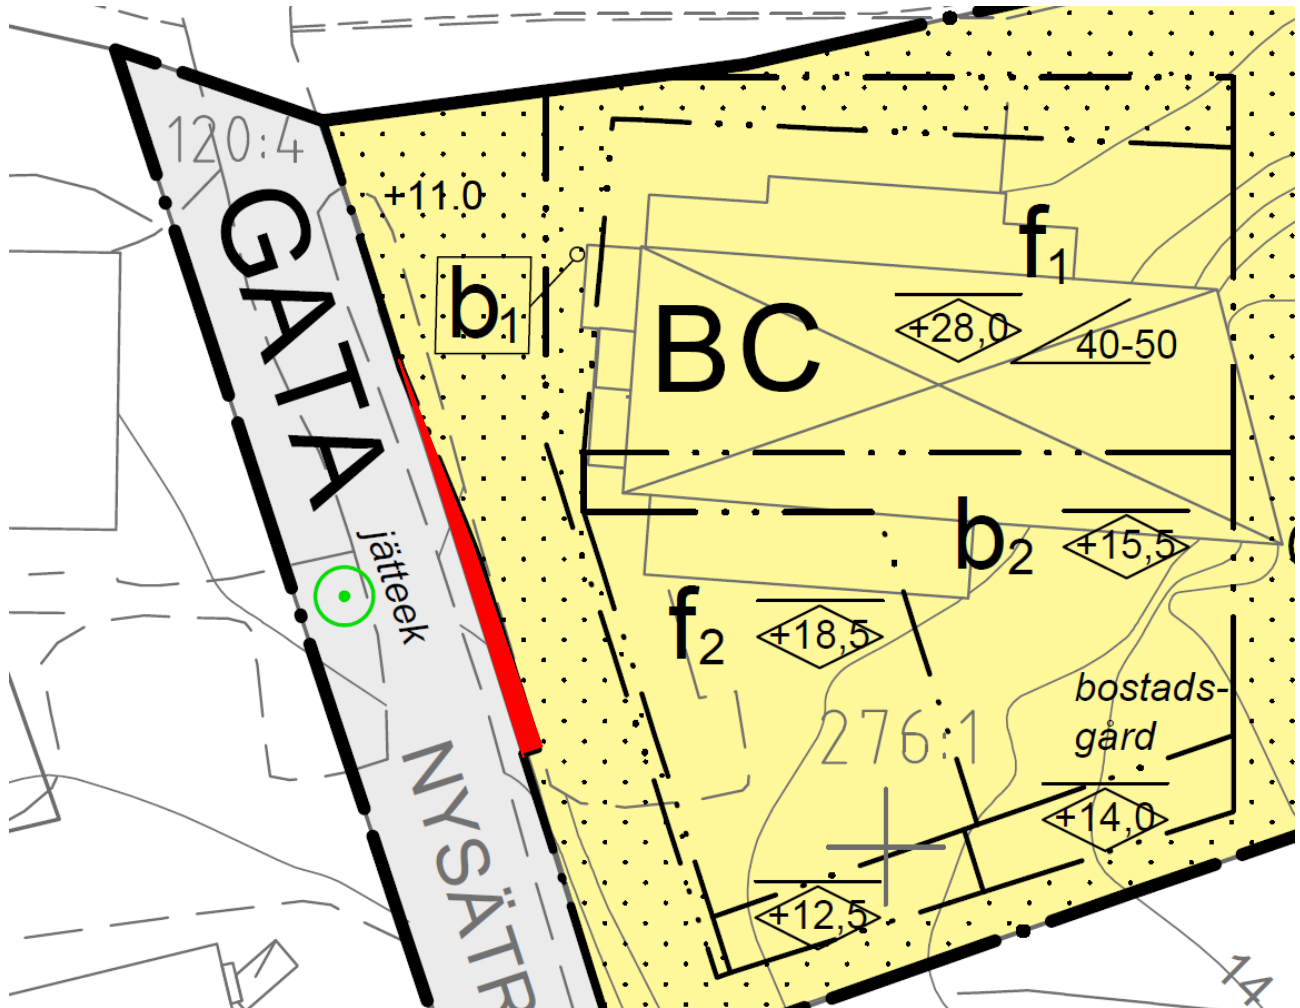 120:4
GATA
+11.0
b1
f1
+28,0
BC
40-50
b2
+15,5
jätteek
f2
+18,5
bostads-
gård
276:1
NYSÄTR
+14,0
+12,5
14